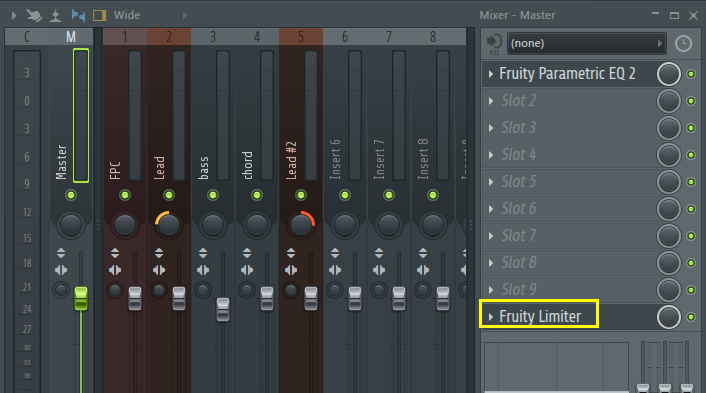 Wide
Mixer - Master
C M 1 2 3 4 5 6 7 8
3
0
3
6
9
12
15
18
21
24
27
30
33
36
Master
FPC
Lead
bass
chord
Lead #2
Insert 6
Insert 7
Insert 8
EQ
(none)
Fruity Parametric EQ 2
Slot 2
Slot 3
Slot 4
Slot 5
Slot 6
Slot 7
Slot 8
Slot 9
Fruity Limiter